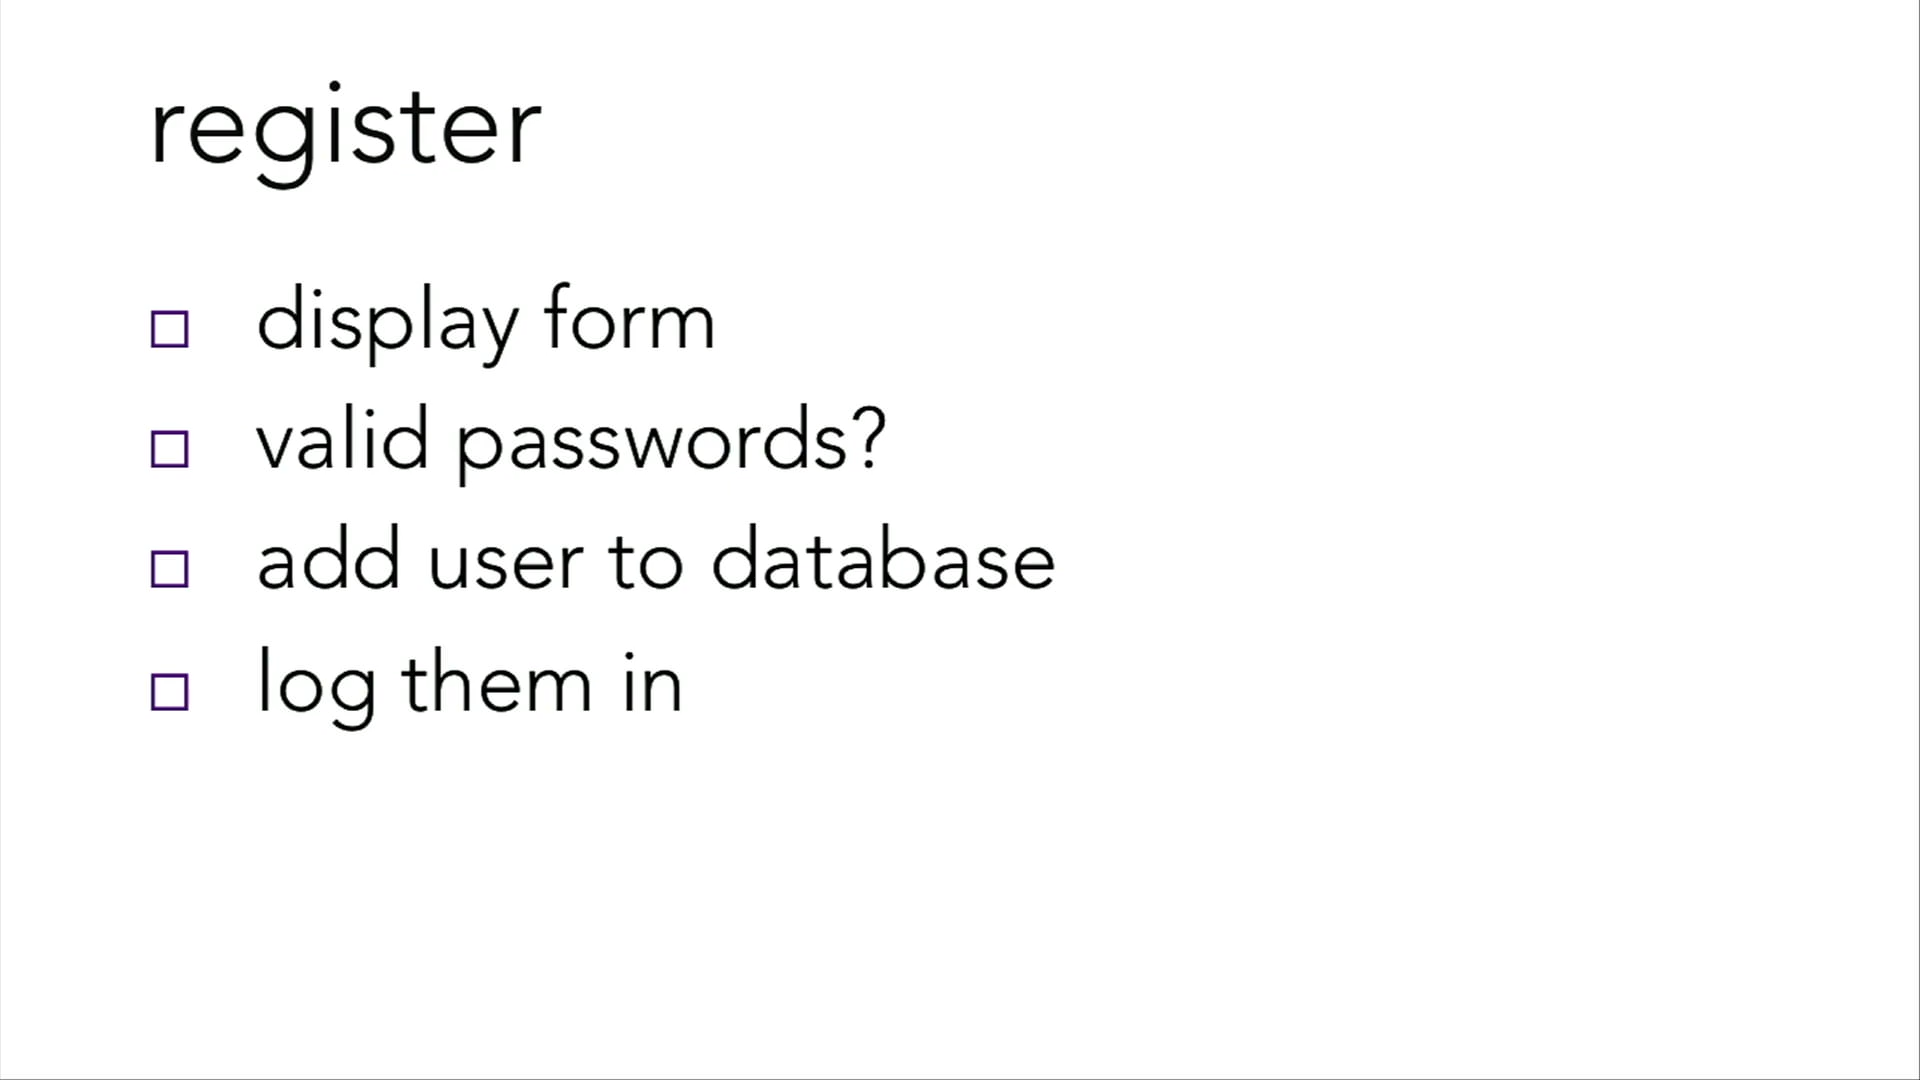 register
display form
valid passwords?
add user to database
log them in